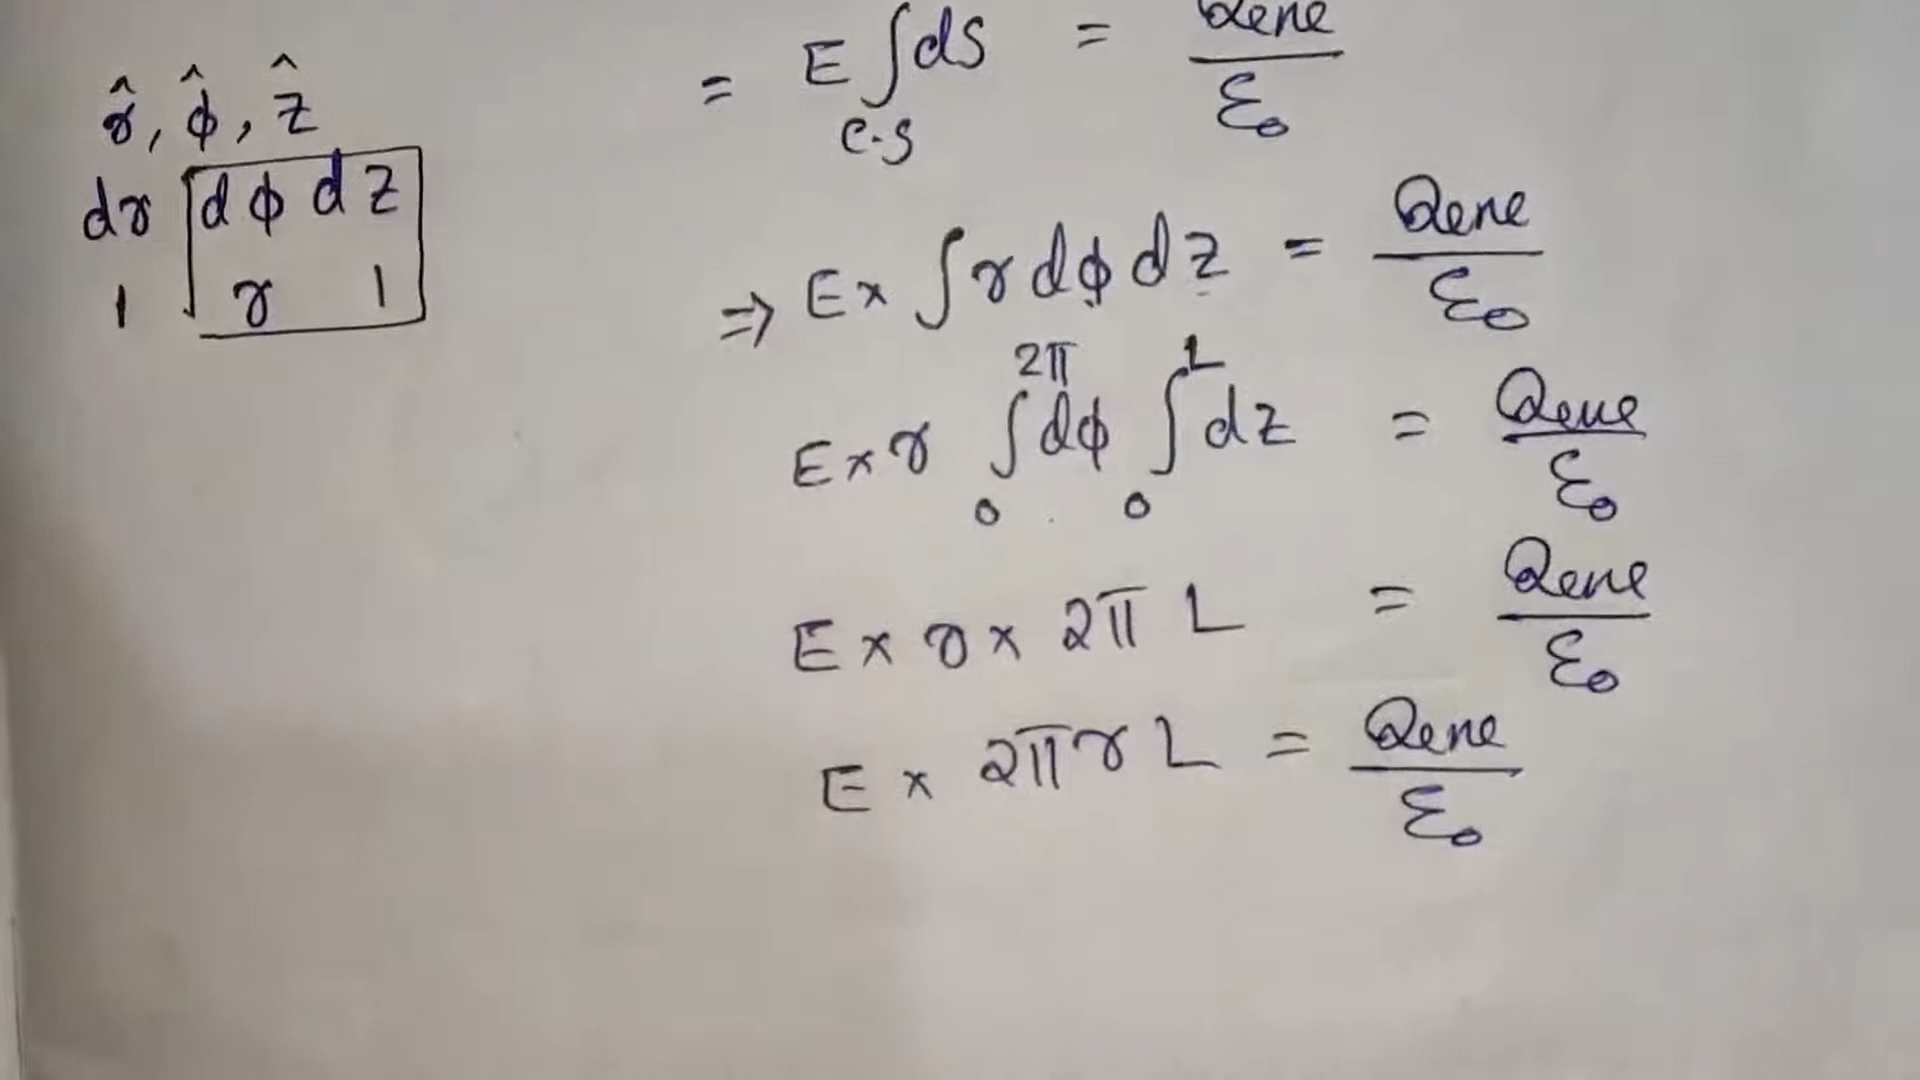 r̂, φ̂, ẑ
dr dφ dz
1 r 1
= E ∫ ds = Qenc / ε₀
C.S
⇒ E × ∫ r dφ dz = Qenc / ε₀
E × r ∫₀^2π dφ ∫₀^L dz = Qenc / ε₀
E × r × 2π L = Qenc / ε₀
E × 2π r L = Qenc / ε₀